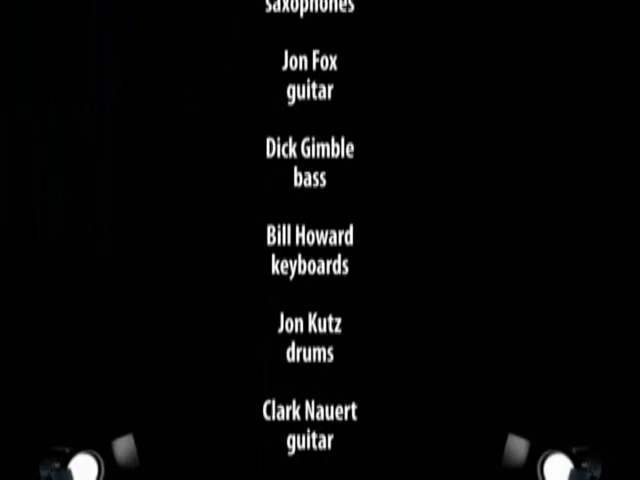 saxophones
Jon Fox
guitar
Dick Gimble
bass
Bill Howard
keyboards
Jon Kutz
drums
Clark Nauert
guitar